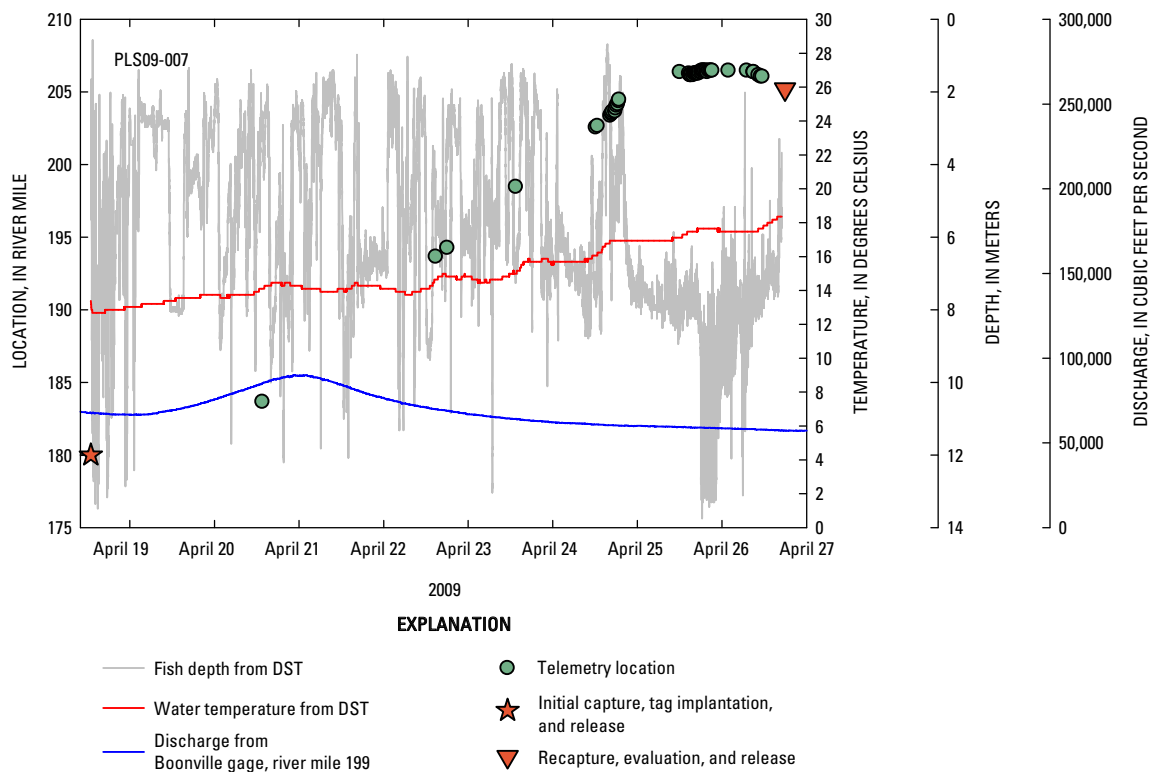 PLS09-007
LOCATION, IN RIVER MILE
210
205
200
195
190
185
180
175
30
28
26
24
22
20
18
16
14
12
10
8
6
4
2
0
TEMPERATURE, IN DEGREES CELSIUS
0
2
4
6
8
10
12
14
DEPTH, IN METERS
300,000
250,000
200,000
150,000
100,000
50,000
0
DISCHARGE, IN CUBIC FEET PER SECOND
April 19
April 20
April 21
April 22
April 23
April 24
April 25
April 26
April 27
2009
EXPLANATION
Fish depth from DST
Water temperature from DST
Discharge from
Boonville gage, river mile 199
Telemetry location
Initial capture, tag implantation,
and release
Recapture, evaluation, and release